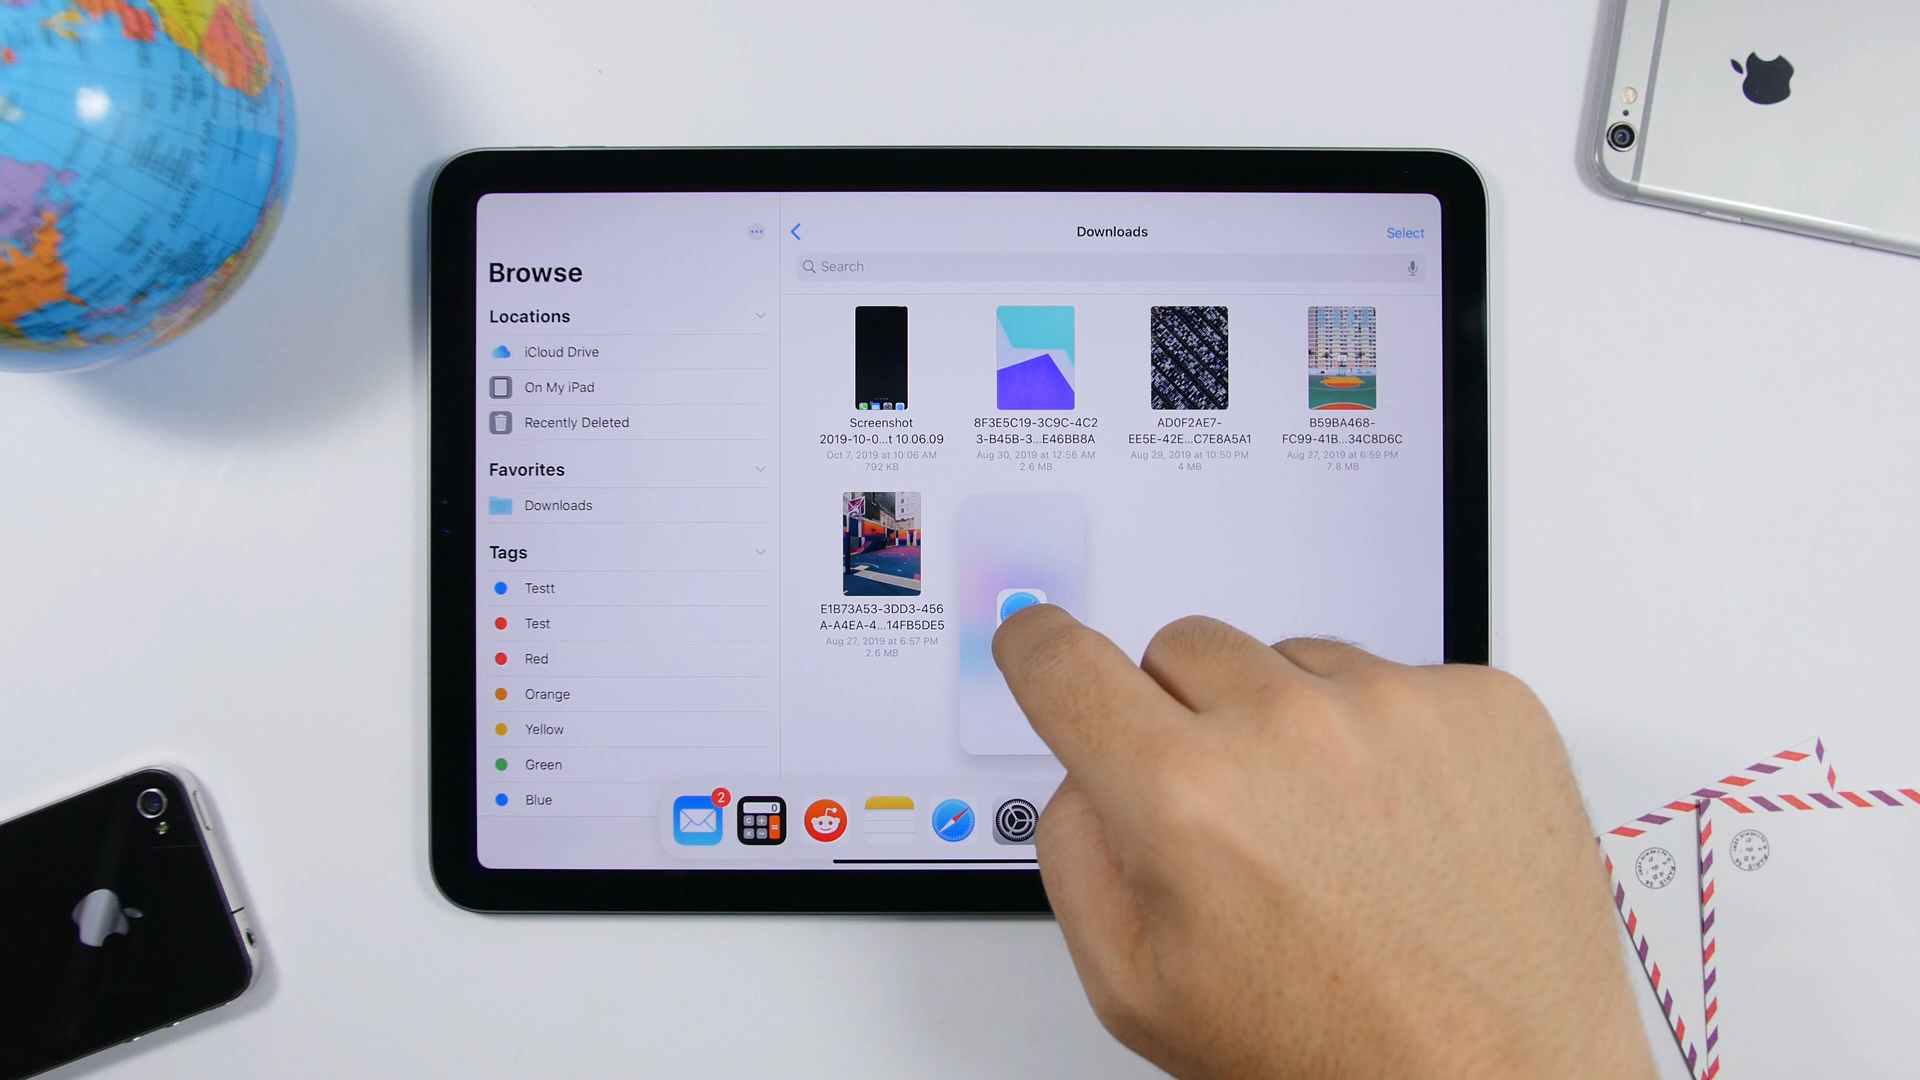 Downloads
Select
Search
Browse
Locations
iCloud Drive
On My iPad
Recently Deleted
Favorites
Downloads
Tags
Testt
Test
Red
Orange
Yellow
Green
Blue
Screenshot
2019-10-0...t 10.06.09
Oct 7, 2019 at 10:06 AM
792 KB
8F3E5C19-3C9C-4C2
3-B45B-3...E46BB8A
Aug 30, 2019 at 12:56 AM
2.6 MB
AD0F2AE7-
EE5E-42E...C7E8A5A1
Aug 29, 2019 at 10:50 PM
4 MB
B59BA468-
FC99-41B...34C8D6C
Aug 27, 2019 at 6:59 PM
7.8 MB
E1B73A53-3DD3-456
A-A4EA-4...14FB5DE5
Aug 27, 2019 at 6:57 PM
2.6 MB
2
0